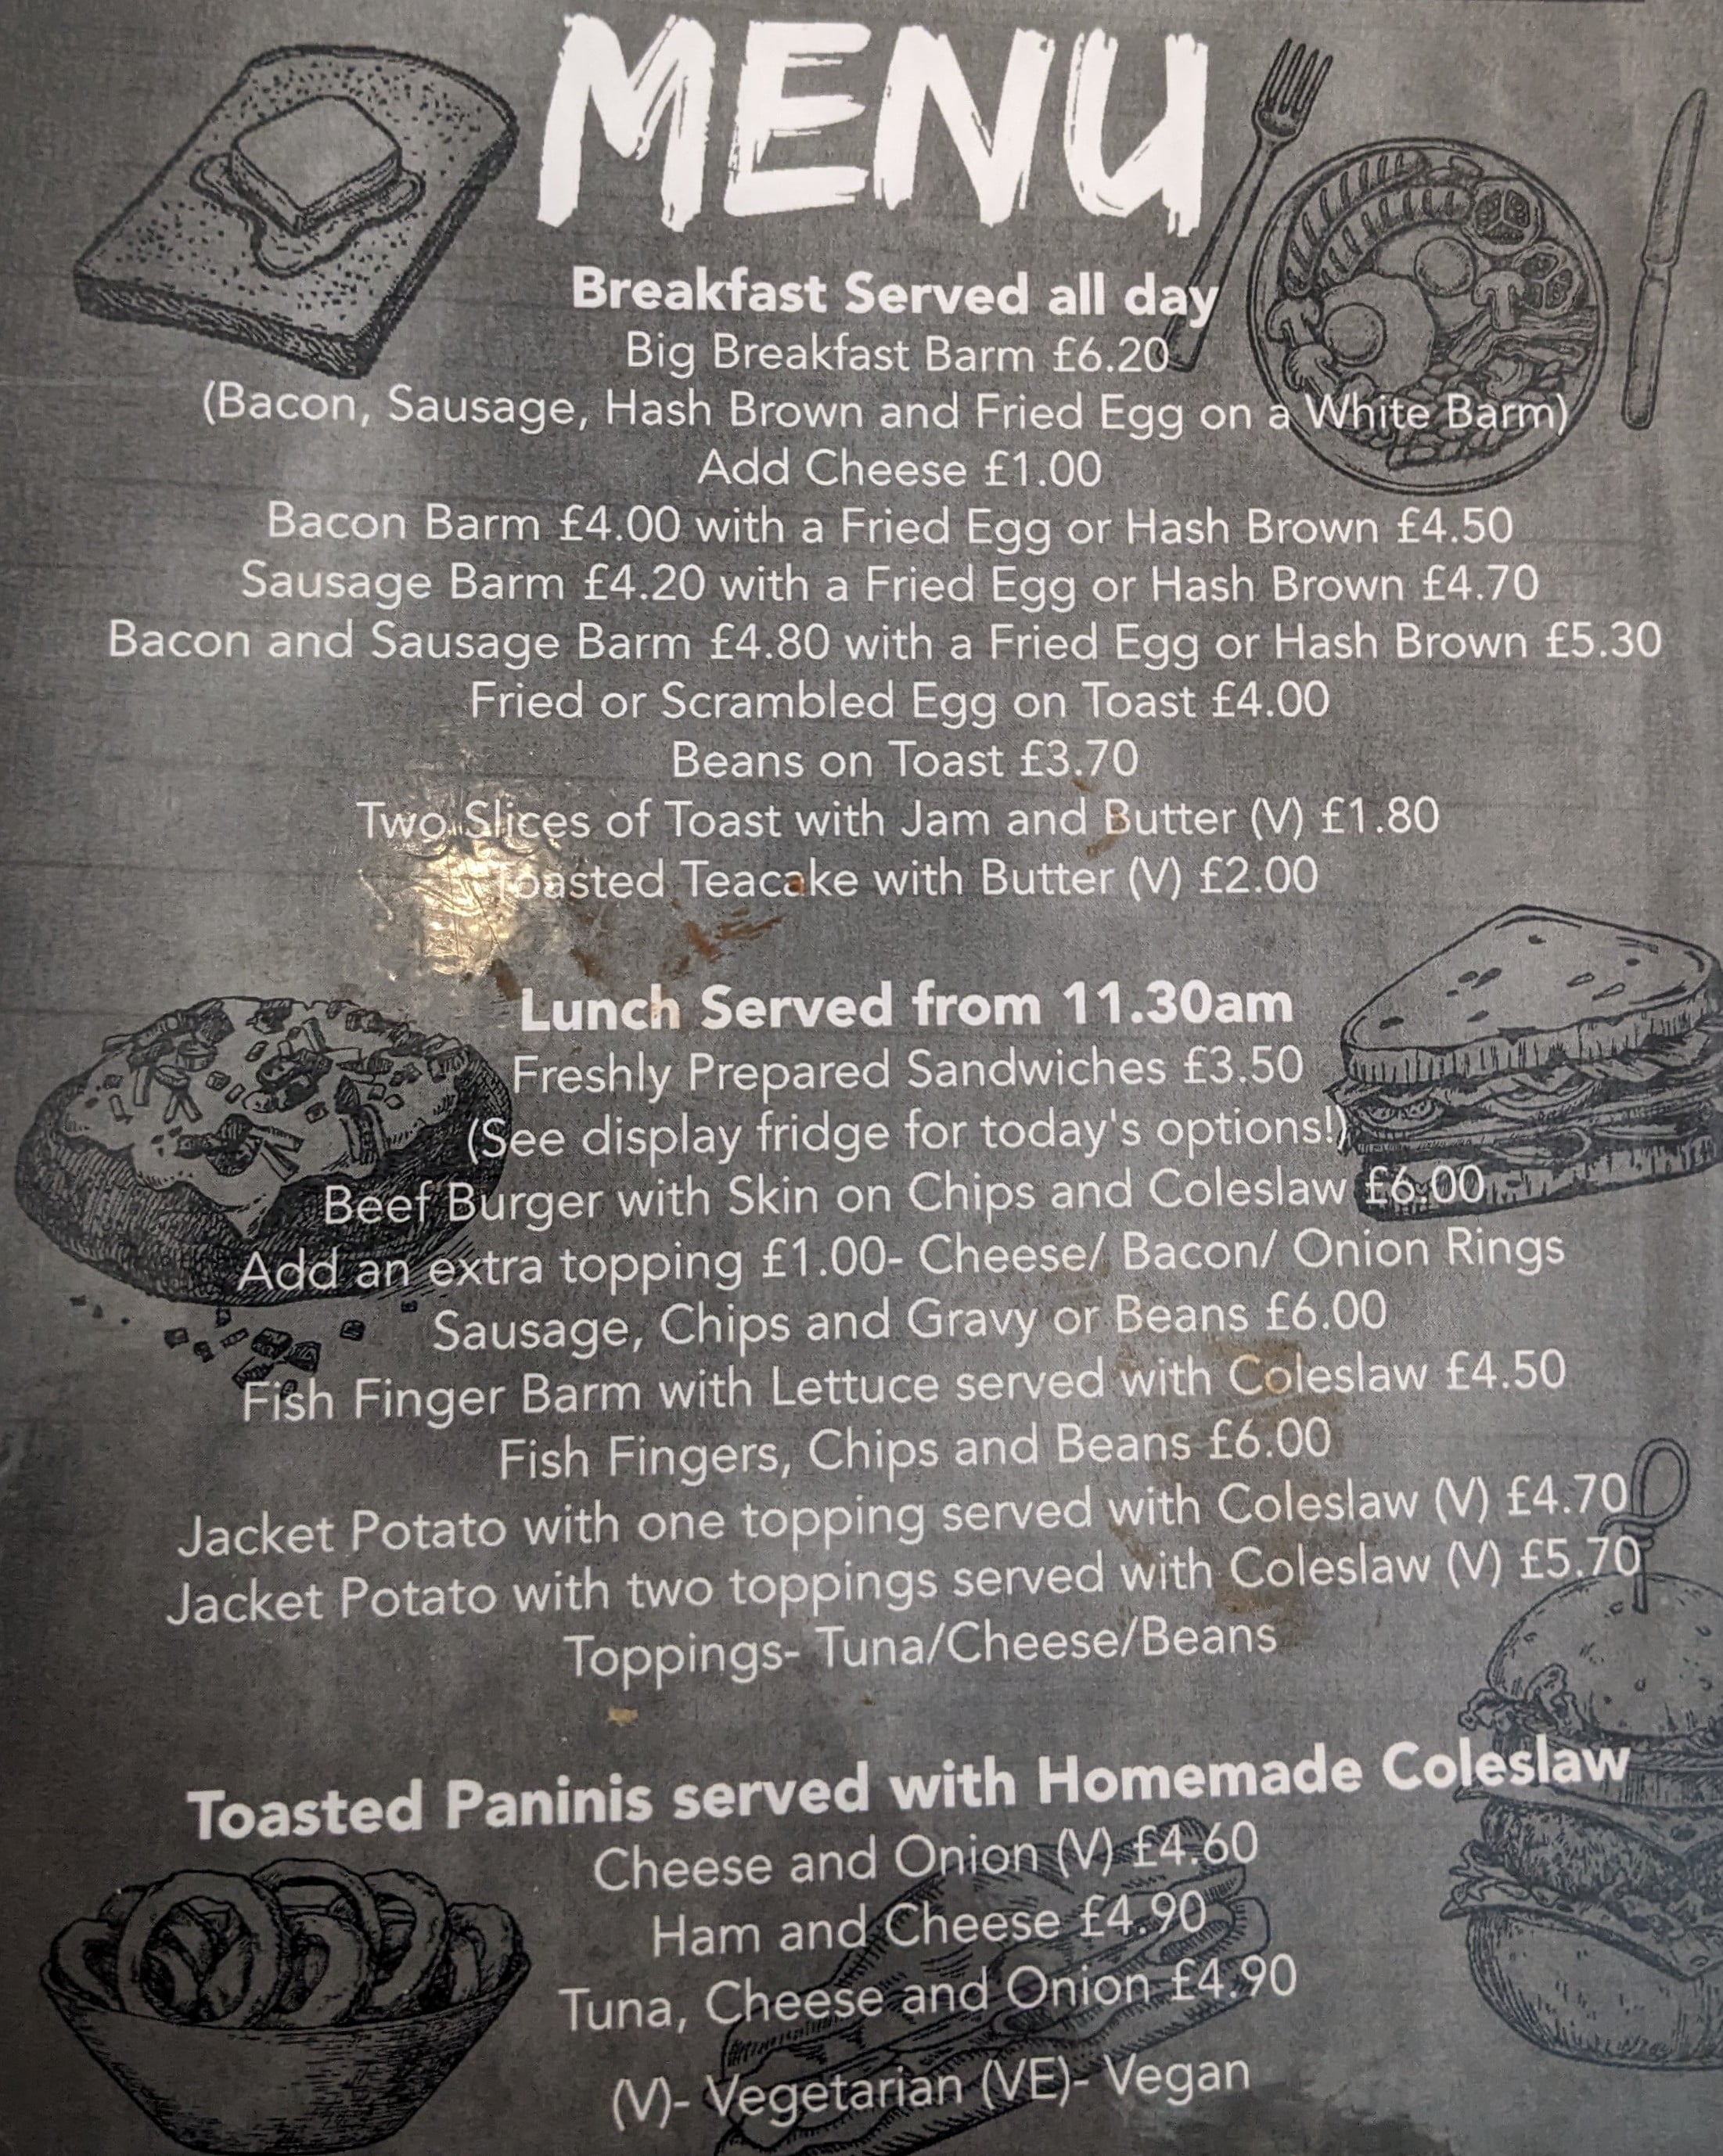 MENU
Breakfast Served all day
Big Breakfast Barm £6.20
(Bacon, Sausage, Hash Brown and Fried Egg on a White Barm)
Add Cheese £1.00
Bacon Barm £4.00 with a Fried Egg or Hash Brown £4.50
Sausage Barm £4.20 with a Fried Egg or Hash Brown £4.70
Bacon and Sausage Barm £4.80 with a Fried Egg or Hash Brown £5.30
Fried or Scrambled Egg on Toast £4.00
Beans on Toast £3.70
Two Slices of Toast with Jam and Butter (V) £1.80
Toasted Teacake with Butter (V) £2.00
Lunch Served from 11.30am
Freshly Prepared Sandwiches £3.50
(See display fridge for today's options!)
Beef Burger with Skin on Chips and Coleslaw £6.00
Add an extra topping £1.00- Cheese/ Bacon/ Onion Rings
Sausage, Chips and Gravy or Beans £6.00
Fish Finger Barm with Lettuce served with Coleslaw £4.50
Fish Fingers, Chips and Beans £6.00
Jacket Potato with one topping served with Coleslaw (V) £4.70
Jacket Potato with two toppings served with Coleslaw (V) £5.70
Toppings- Tuna/Cheese/Beans
Toasted Paninis served with Homemade Coleslaw
Cheese and Onion (V) £4.60
Ham and Cheese £4.90
Tuna, Cheese and Onion £4.90
(V)- Vegetarian (VE)- Vegan